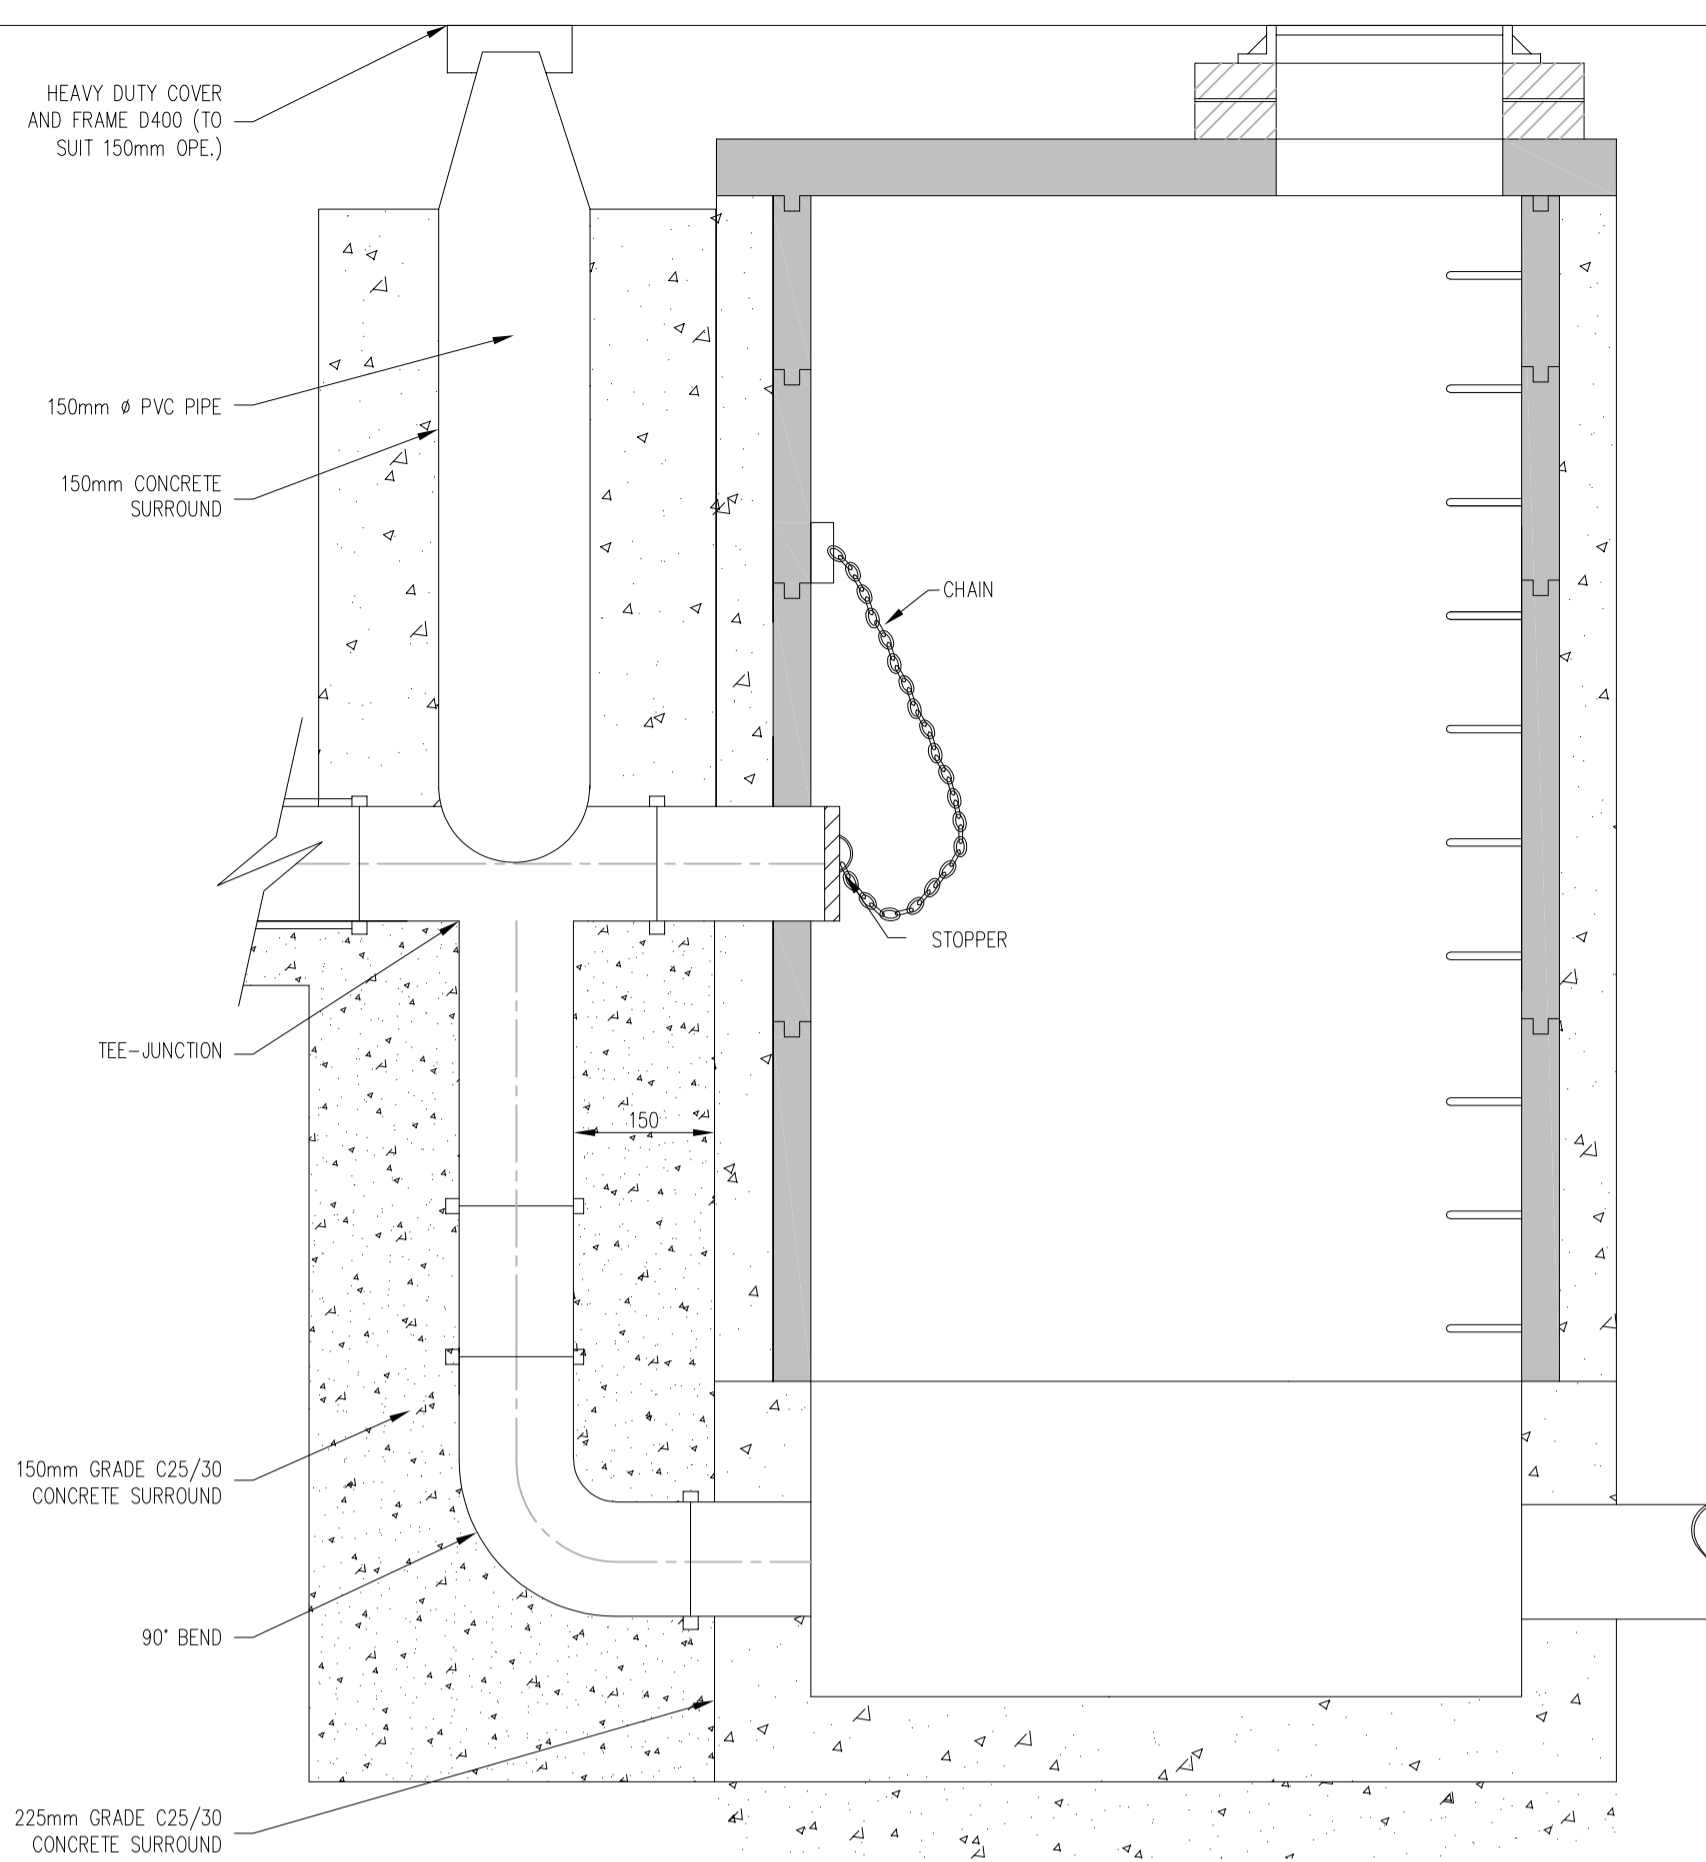 HEAVY DUTY COVER
AND FRAME D400 (TO
SUIT 150mm OPE.)
150mm Ø PVC PIPE
150mm CONCRETE
SURROUND
CHAIN
STOPPER
TEE-JUNCTION
150
150mm GRADE C25/30
CONCRETE SURROUND
90° BEND
225mm GRADE C25/30
CONCRETE SURROUND